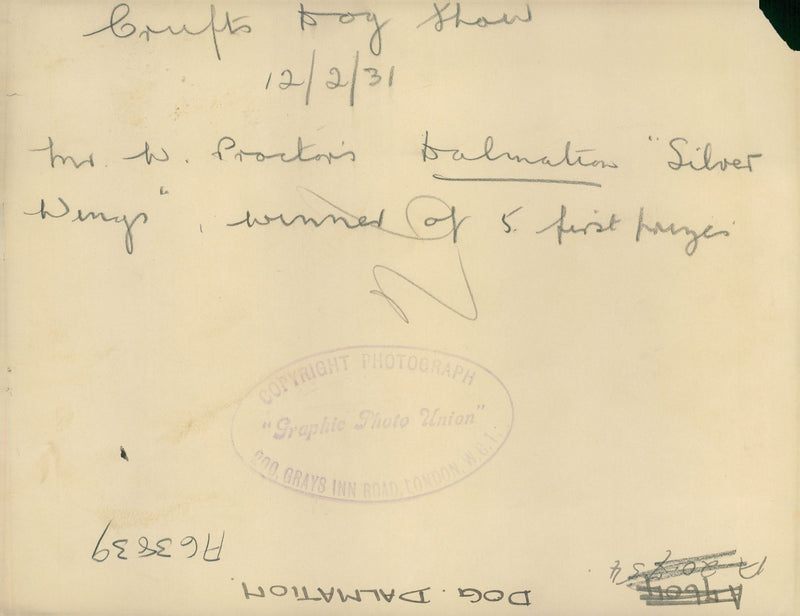 Crufts Dog Show
12/2/31
Mr. W. Proctor's Dalmation "Silver
Wings", winner of 5 first prizes
COPYRIGHT PHOTOGRAPH
"Graphic Photo Union"
200, GRAYS INN ROAD, LONDON, W.C.1.
A63839
DOG. DALMATION.